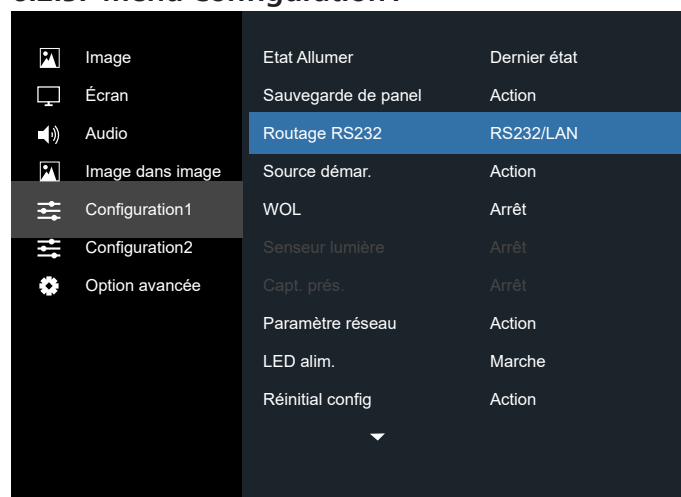 Image
Écran
Audio
Image dans image
Configuration1
Configuration2
Option avancée
Etat Allumer Dernier état
Sauvegarde de panel Action
Routage RS232 RS232/LAN
Source démar. Action
WOL Arrêt
Senseur lumière Arrêt
Capt. prés. Arrêt
Paramètre réseau Action
LED alim. Marche
Réinitial config Action